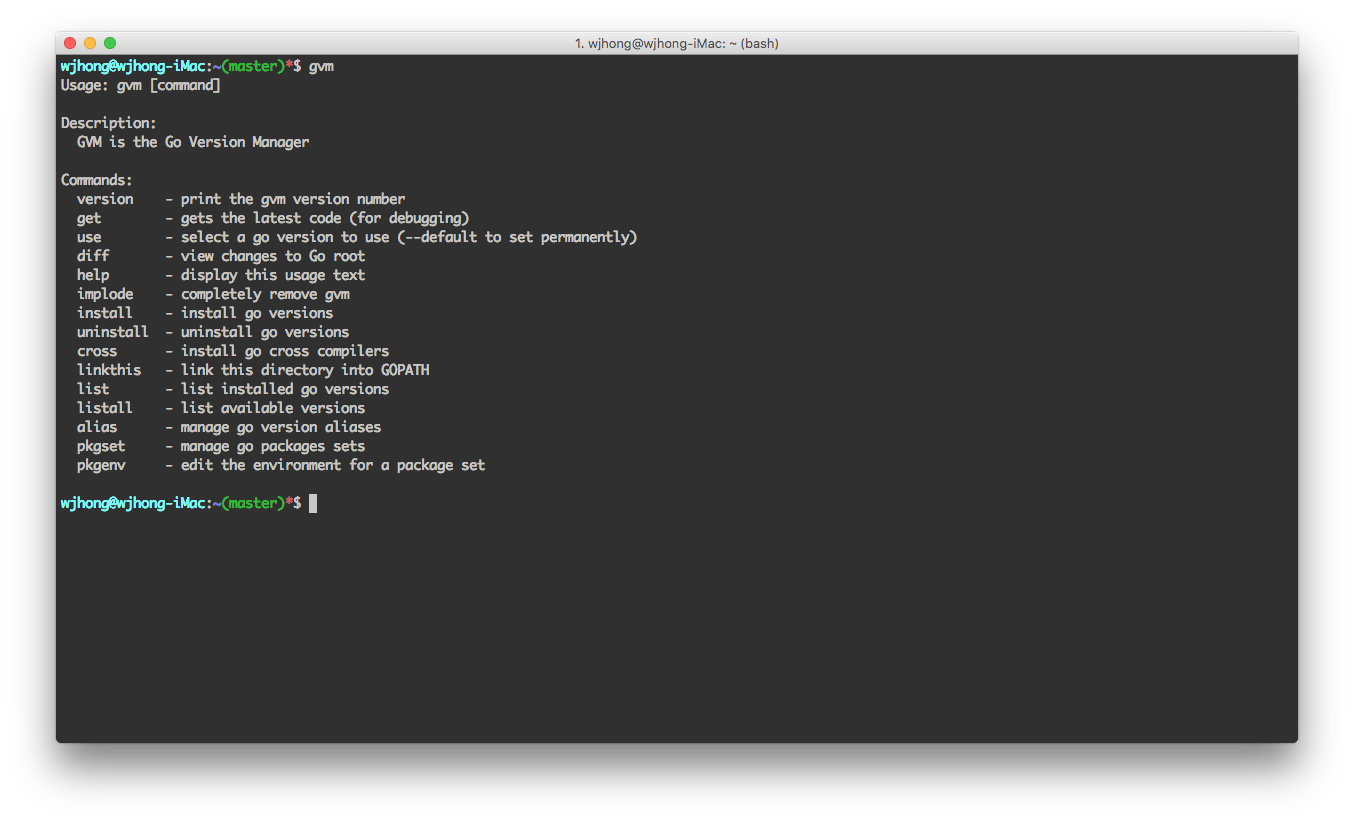 1. wjhong@wjhong-iMac: ~ (bash)
wjhong@wjhong-iMac:~(master)*$ gvm
Usage: gvm [command]
Description:
  GVM is the Go Version Manager
Commands:
  version    - print the gvm version number
  get        - gets the latest code (for debugging)
  use        - select a go version to use (--default to set permanently)
  diff       - view changes to Go root
  help       - display this usage text
  implode    - completely remove gvm
  install    - install go versions
  uninstall  - uninstall go versions
  cross      - install go cross compilers
  linkthis   - link this directory into GOPATH
  list       - list installed go versions
  listall    - list available versions
  alias      - manage go version aliases
  pkgset     - manage go packages sets
  pkgenv     - edit the environment for a package set
wjhong@wjhong-iMac:~(master)*$